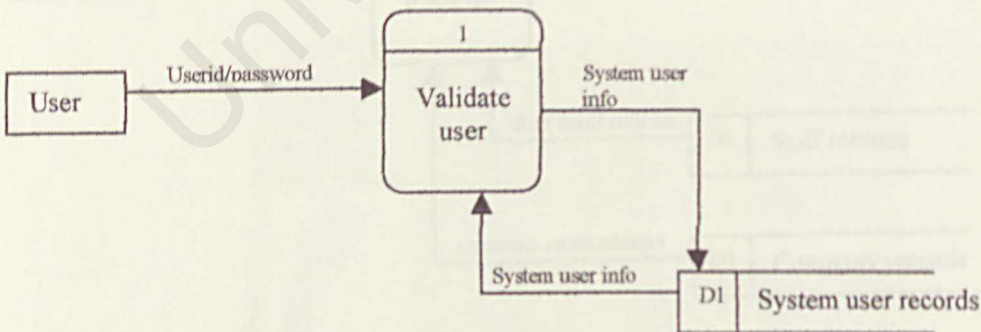 1
Userid/password
User
Validate
user
System user
info
System user info
D1
System user records